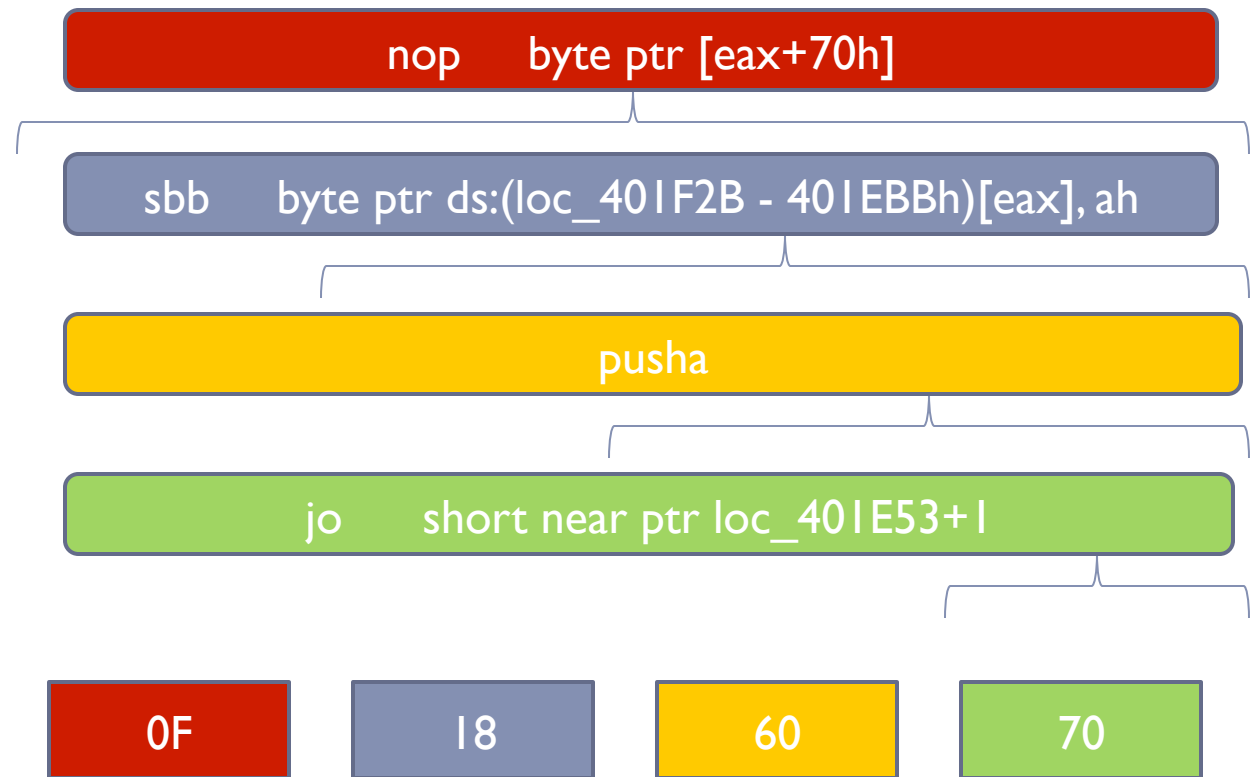 nop byte ptr [eax+70h]
sbb byte ptr ds:(loc_401F2B - 401EBBh)[eax], ah
pusha
jo short near ptr loc_401E53+1
0F 18 60 70